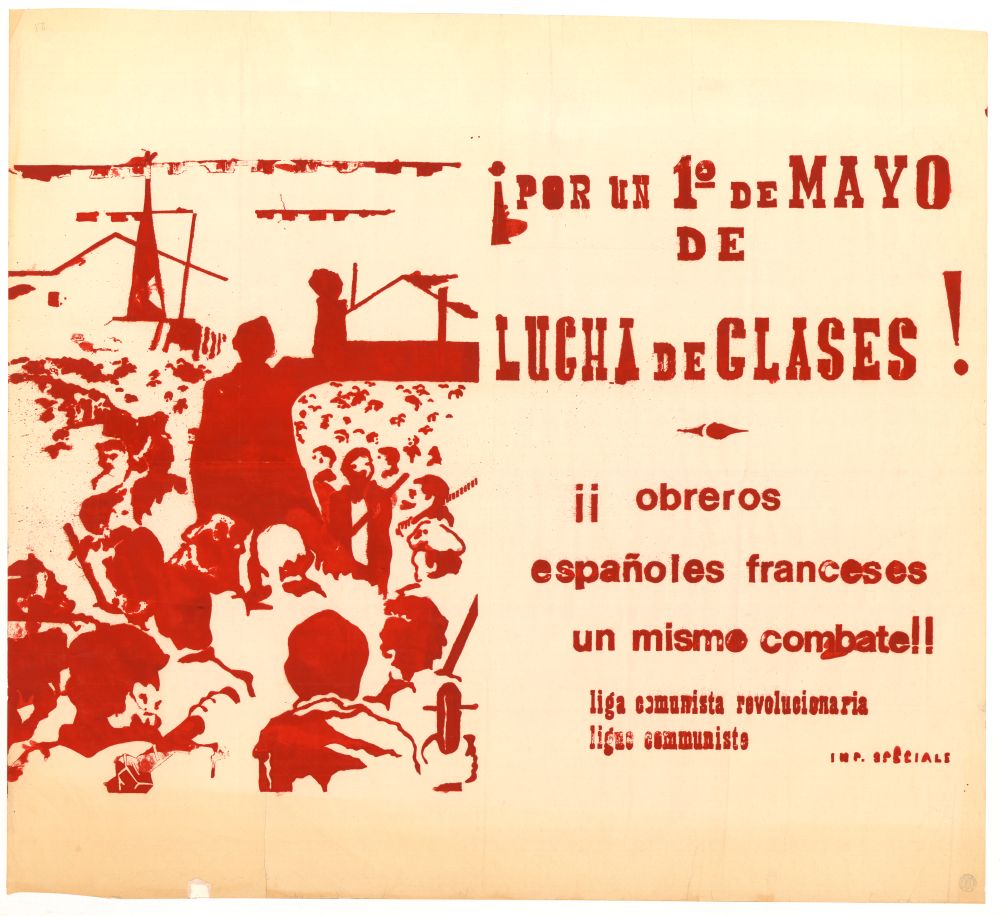 ¡POR UN 1º DE MAYO
DE
LUCHA DE CLASES!
¡¡ obreros
españoles franceses
un mismo combate!!
liga comunista revolucionaria
ligue communiste
IMP. SPÉCIALE